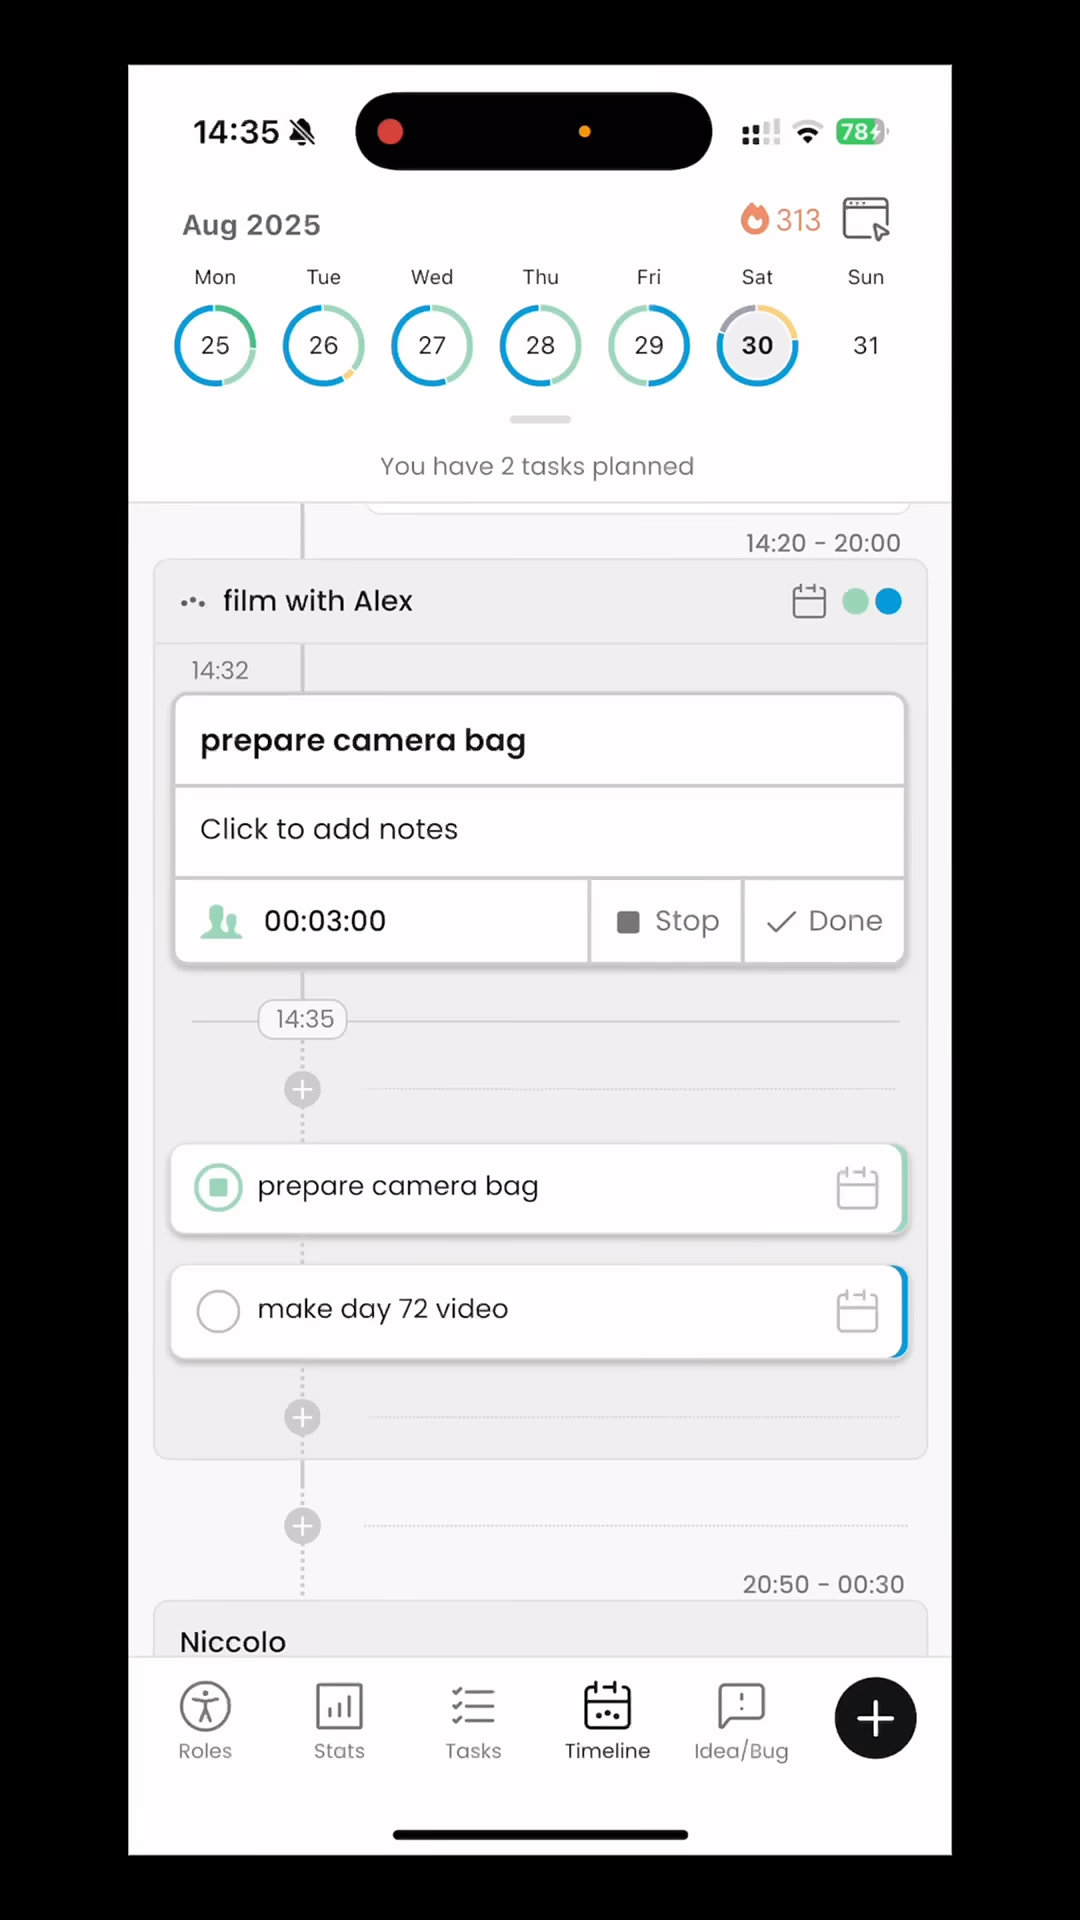 14:35 78
Aug 2025 313
Mon Tue Wed Thu Fri Sat Sun
25 26 27 28 29 30 31
You have 2 tasks planned
14:20 - 20:00
film with Alex
14:32
prepare camera bag
Click to add notes
00:03:00 Stop Done
14:35
prepare camera bag
make day 72 video
20:50 - 00:30
Niccolo
Roles Stats Tasks Timeline Idea/Bug